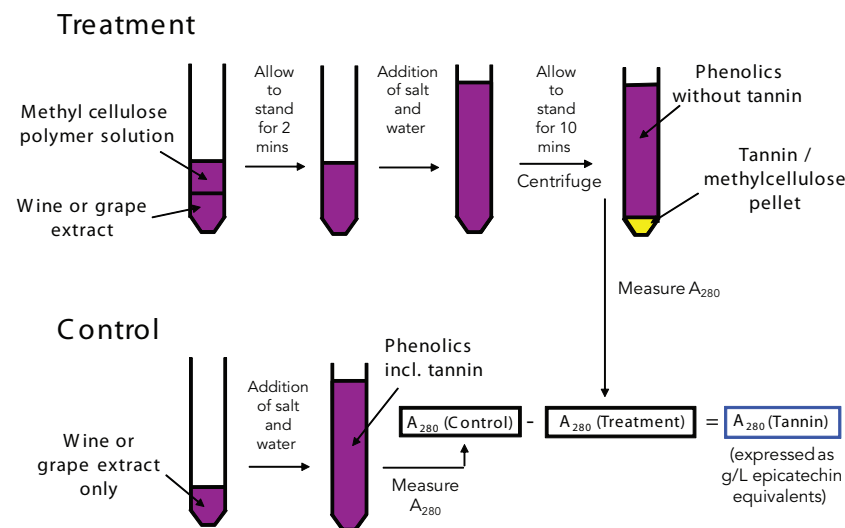 Treatment
Methyl cellulose
polymer solution
Wine or grape
extract
Allow
to
stand
for 2
mins
Addition
of salt
and
water
Allow
to
stand
for 10
mins
Centrifuge
Phenolics
without tannin
Tannin /
methylcellulose
pellet
Measure A280
Control
Wine or
grape extract
only
Addition
of salt
and
water
Phenolics
incl. tannin
Measure
A280
A280 (Control) - A280 (Treatment) = A280 (Tannin)
(expressed as
g/L epicatechin
equivalents)